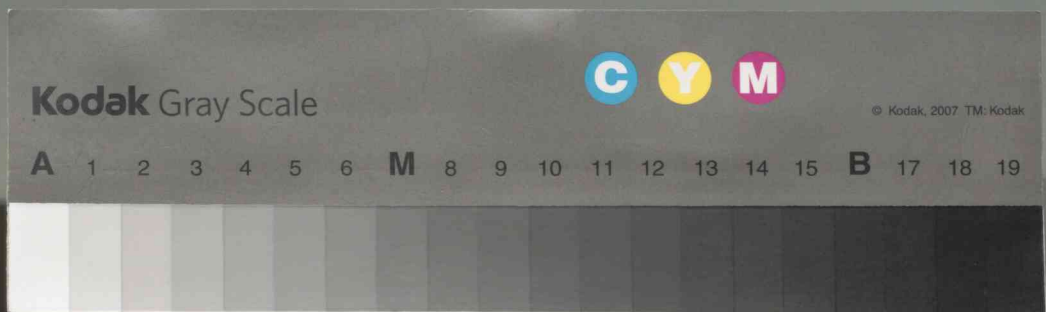 C Y M
Kodak Gray Scale
© Kodak, 2007 TM: Kodak
A 1 2 3 4 5 6 M 8 9 10 11 12 13 14 15 B 17 18 19